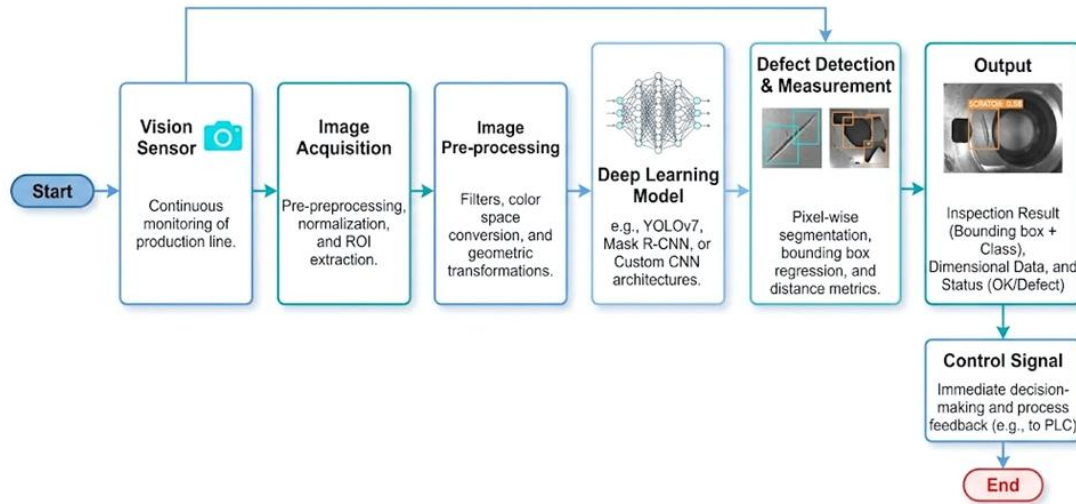 Start
Vision
Sensor
Continuous
monitoring of
production line.
Image
Acquisition
Pre-preprocessing,
normalization,
and ROI
extraction.
Image
Pre-processing
Filters, color
space
conversion, and
geometric
transformations.
Deep Learning
Model
e.g., YOLOv7,
Mask R-CNN, or
Custom CNN
architectures.
Defect Detection
& Measurement
Pixel-wise
segmentation,
bounding box
regression, and
distance metrics.
Output
SCRATCH: 0.58
Inspection Result
(Bounding box +
Class),
Dimensional Data, and
Status (OK/Defect)
Control Signal
Immediate decision-
making and process
feedback (e.g., to PLC)
End